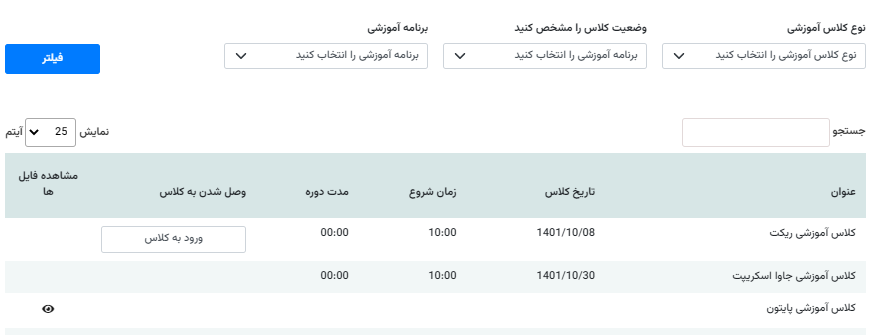 نوع کلاس آموزشی
وضعیت کلاس را مشخص کنید
برنامه آموزشی
نوع کلاس آموزشی را انتخاب کنید
برنامه آموزشی را انتخاب کنید
برنامه آموزشی را انتخاب کنید
فیلتر
جستجو
نمایش 25 آیتم
عنوان
تاریخ کلاس
زمان شروع
مدت دوره
وصل شدن به کلاس
مشاهده فایل
ها
کلاس آموزشی ریکت 1401/10/08 10:00 00:00 ورود به کلاس
کلاس آموزشی جاوا اسکریپت 1401/10/30 10:00 00:00
کلاس آموزشی پایتون